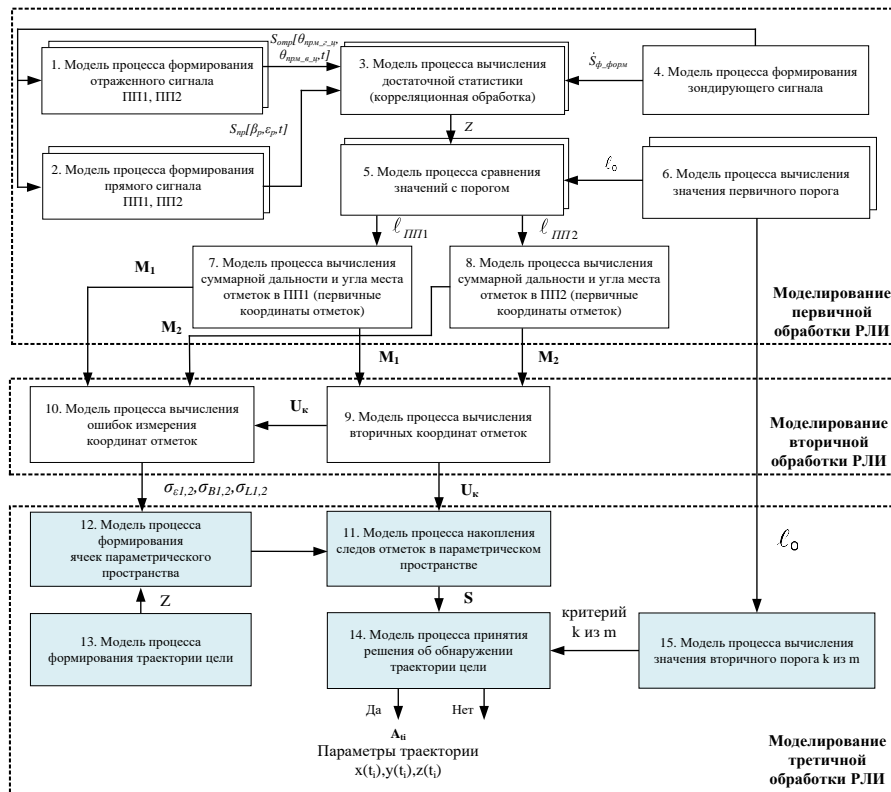 S_отр[θ_прм_г_ц,
θ_прм_в_ц,t]
1. Модель процесса формирования
отраженного сигнала
ПП1, ПП2
3. Модель процесса вычисления
достаточной статистики
(корреляционная обработка)
Ṡ_ф_форм
4. Модель процесса формирования
зондирующего сигнала
S_пр[β_р,ε_р,t]
Z
2. Модель процесса формирования
прямого сигнала
ПП1, ПП2
5. Модель процесса сравнения
значений с порогом
ℓ₀
6. Модель процесса вычисления
значения первичного порога
ℓ_ПП1
ℓ_ПП2
M₁
7. Модель процесса вычисления
суммарной дальности и угла места
отметок в ПП1 (первичные
координаты отметок)
8. Модель процесса вычисления
суммарной дальности и угла места
отметок в ПП2 (первичные
координаты отметок)
M₂
Моделирование
первичной
обработки РЛИ
M₁
M₂
10. Модель процесса вычисления
ошибок измерения
координат отметок
Uк
9. Модель процесса вычисления
вторичных координат отметок
Моделирование
вторичной
обработки РЛИ
σ_ε1,2,σ_B1,2,σ_L1,2
Uк
12. Модель процесса
формирования
ячеек параметрического
пространства
11. Модель процесса накопления
следов отметок в параметрическом
пространстве
ℓ₀
Z
S
13. Модель процесса
формирования траектории цели
14. Модель процесса принятия
решения об обнаружении
траектории цели
критерий
k из m
15. Модель процесса вычисления
значения вторичного порога k из m
Да
Нет
A_ti
Параметры траектории
x(t_i),y(t_i),z(t_i)
Моделирование
третичной
обработки РЛИ